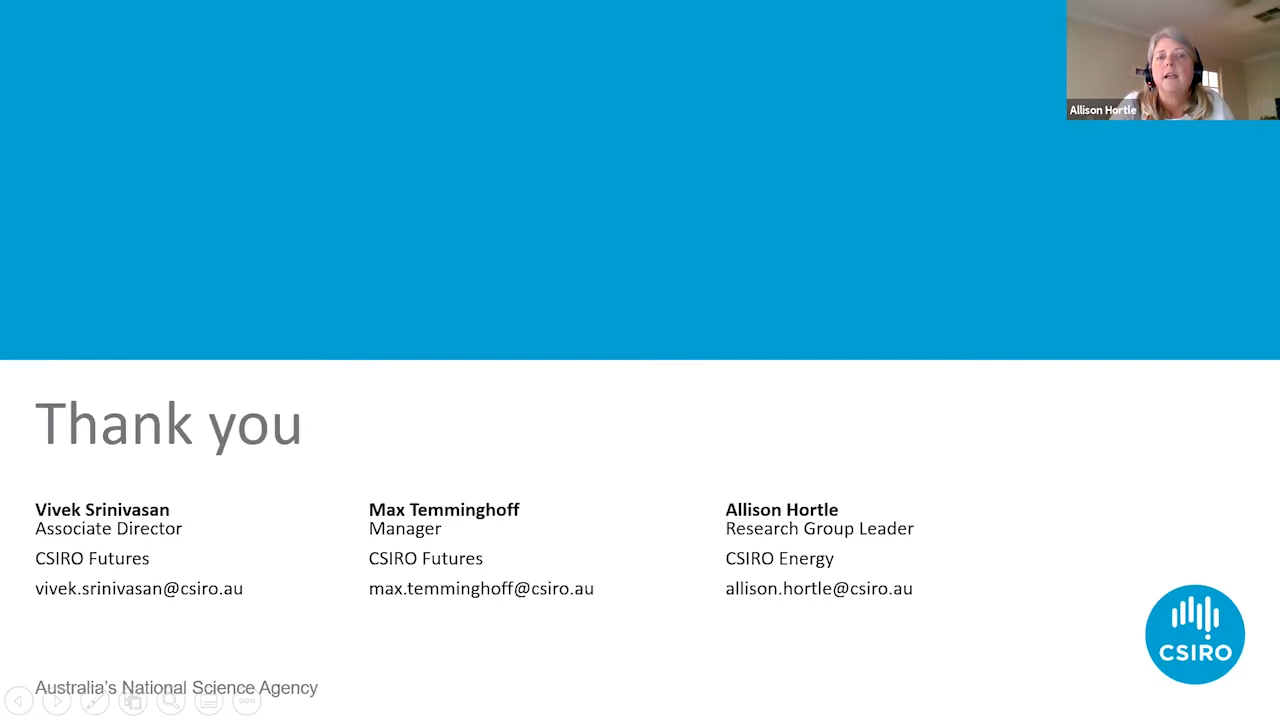 Allison Hortle
Thank you
Vivek Srinivasan
Associate Director
CSIRO Futures
vivek.srinivasan@csiro.au
Max Temminghoff
Manager
CSIRO Futures
max.temminghoff@csiro.au
Allison Hortle
Research Group Leader
CSIRO Energy
allison.hortle@csiro.au
CSIRO
Australia's National Science Agency